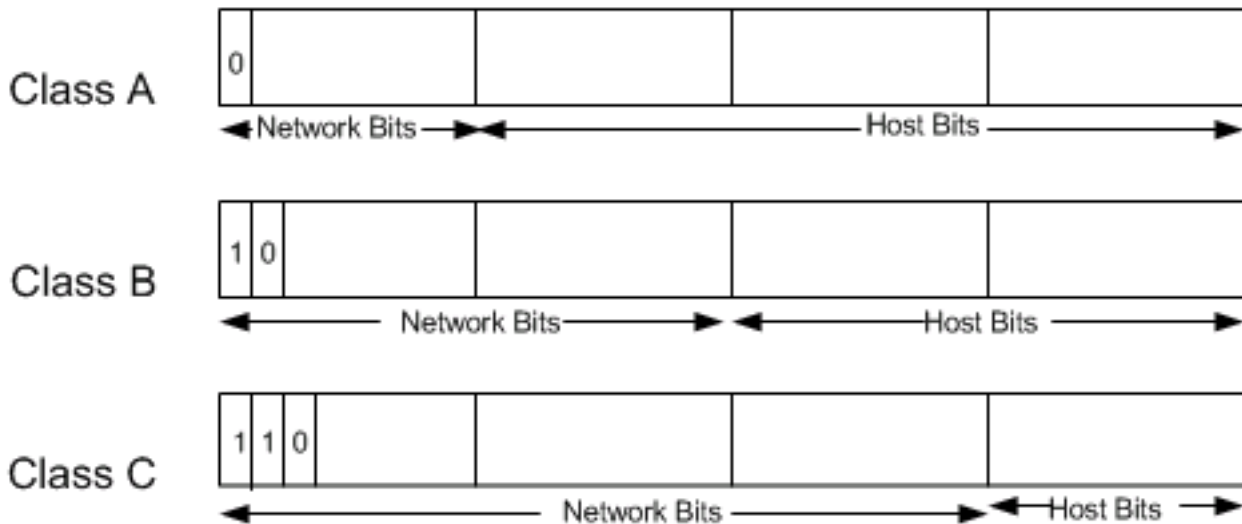 0
Class A
Network Bits Host Bits
1 0
Class B
Network Bits Host Bits
1 1 0
Class C
Network Bits Host Bits